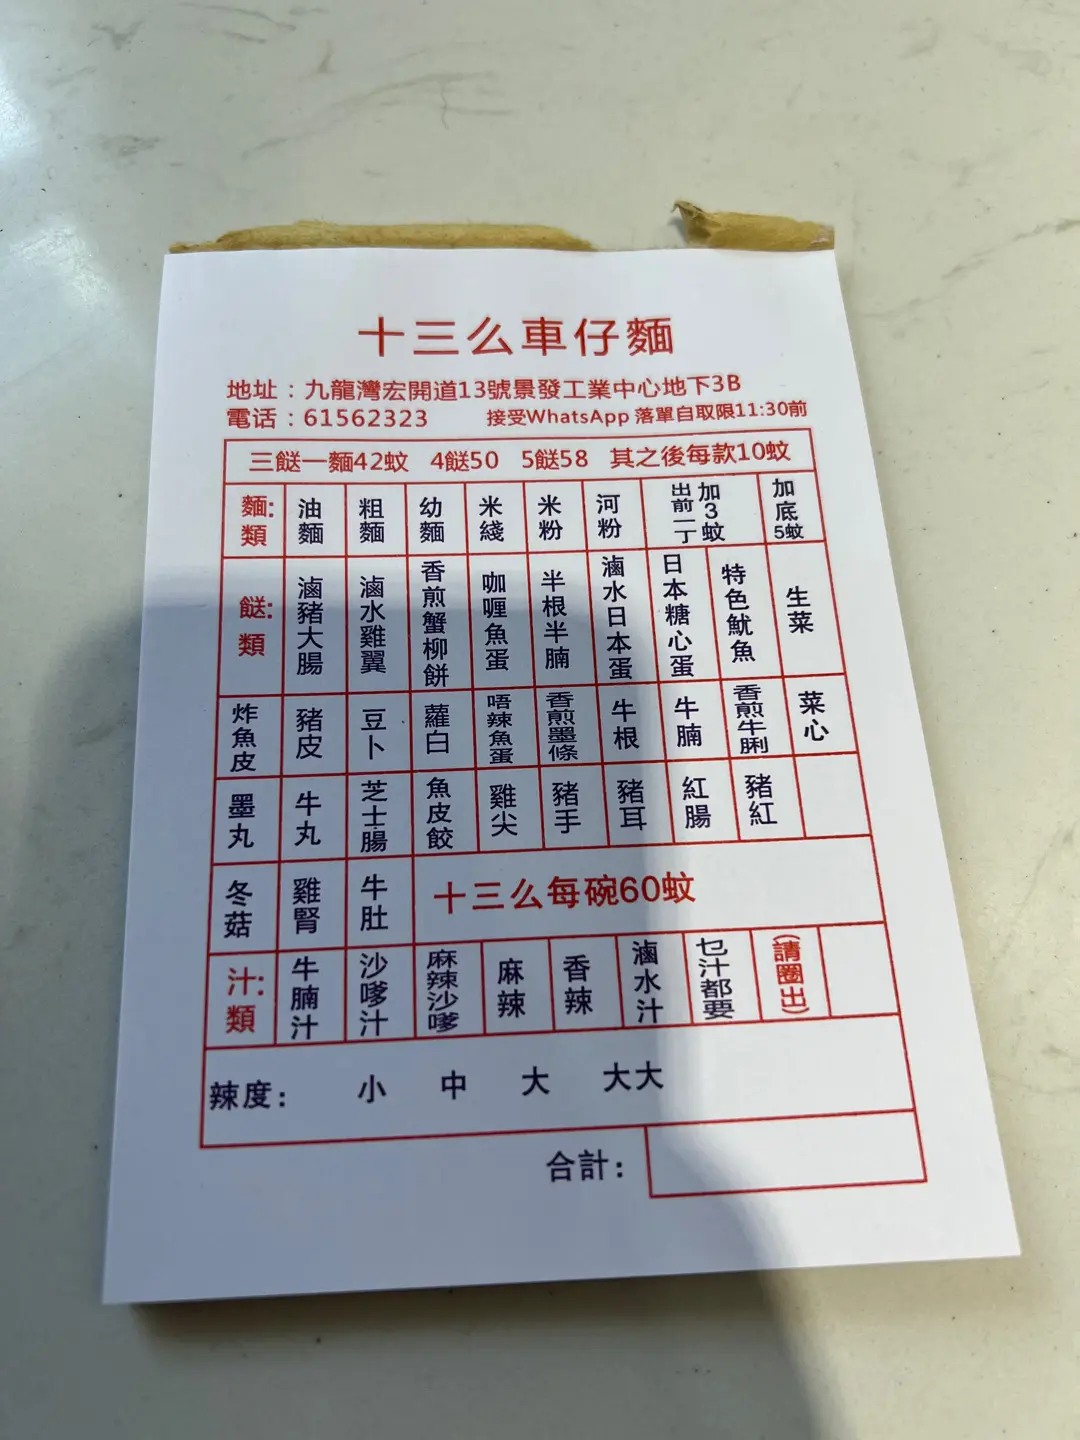 十三么車仔麵
地址：九龍灣宏開道13號景發工業中心地下3B
電话：61562323 接受WhatsApp 落單自取限11:30前
三餸一麵42蚊 4餸50 5餸58 其之後每款10蚊
麵類： 油麵 粗麵 幼麵 米綫 米粉 河粉 出前一丁加3蚊 加底5蚊
餸類： 滷豬大腸 滷水雞翼 香煎蟹柳餅 咖喱魚蛋 半根半腩 滷水日本蛋 日本糖心蛋 特色魷魚 生菜
炸魚皮 豬皮 豆卜 蘿白 唔辣魚蛋 香煎墨條 牛根 牛腩 香煎牛脷 菜心
墨丸 牛丸 芝士腸 魚皮餃 雞尖 豬手 豬耳 紅腸 豬紅
冬菇 雞腎 牛肚 十三么每碗60蚊
汁類： 牛腩汁 沙嗲汁 麻辣沙嗲 麻辣 香辣 滷水汁 乜汁都要 (請圈出)
辣度： 小 中 大 大大
合計：